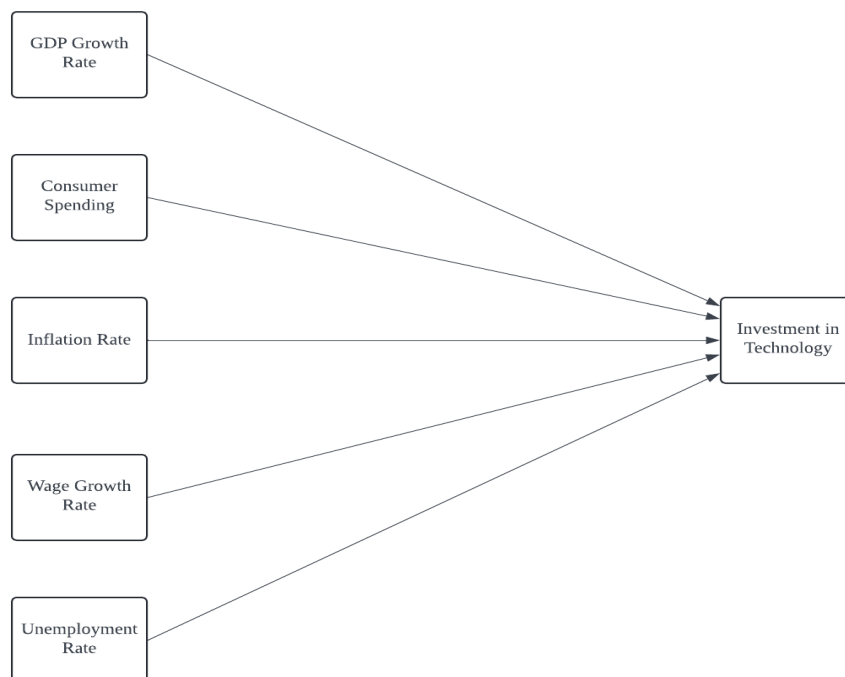 GDP Growth
Rate
Consumer
Spending
Inflation Rate
Investment in
Technology
Wage Growth
Rate
Unemployment
Rate